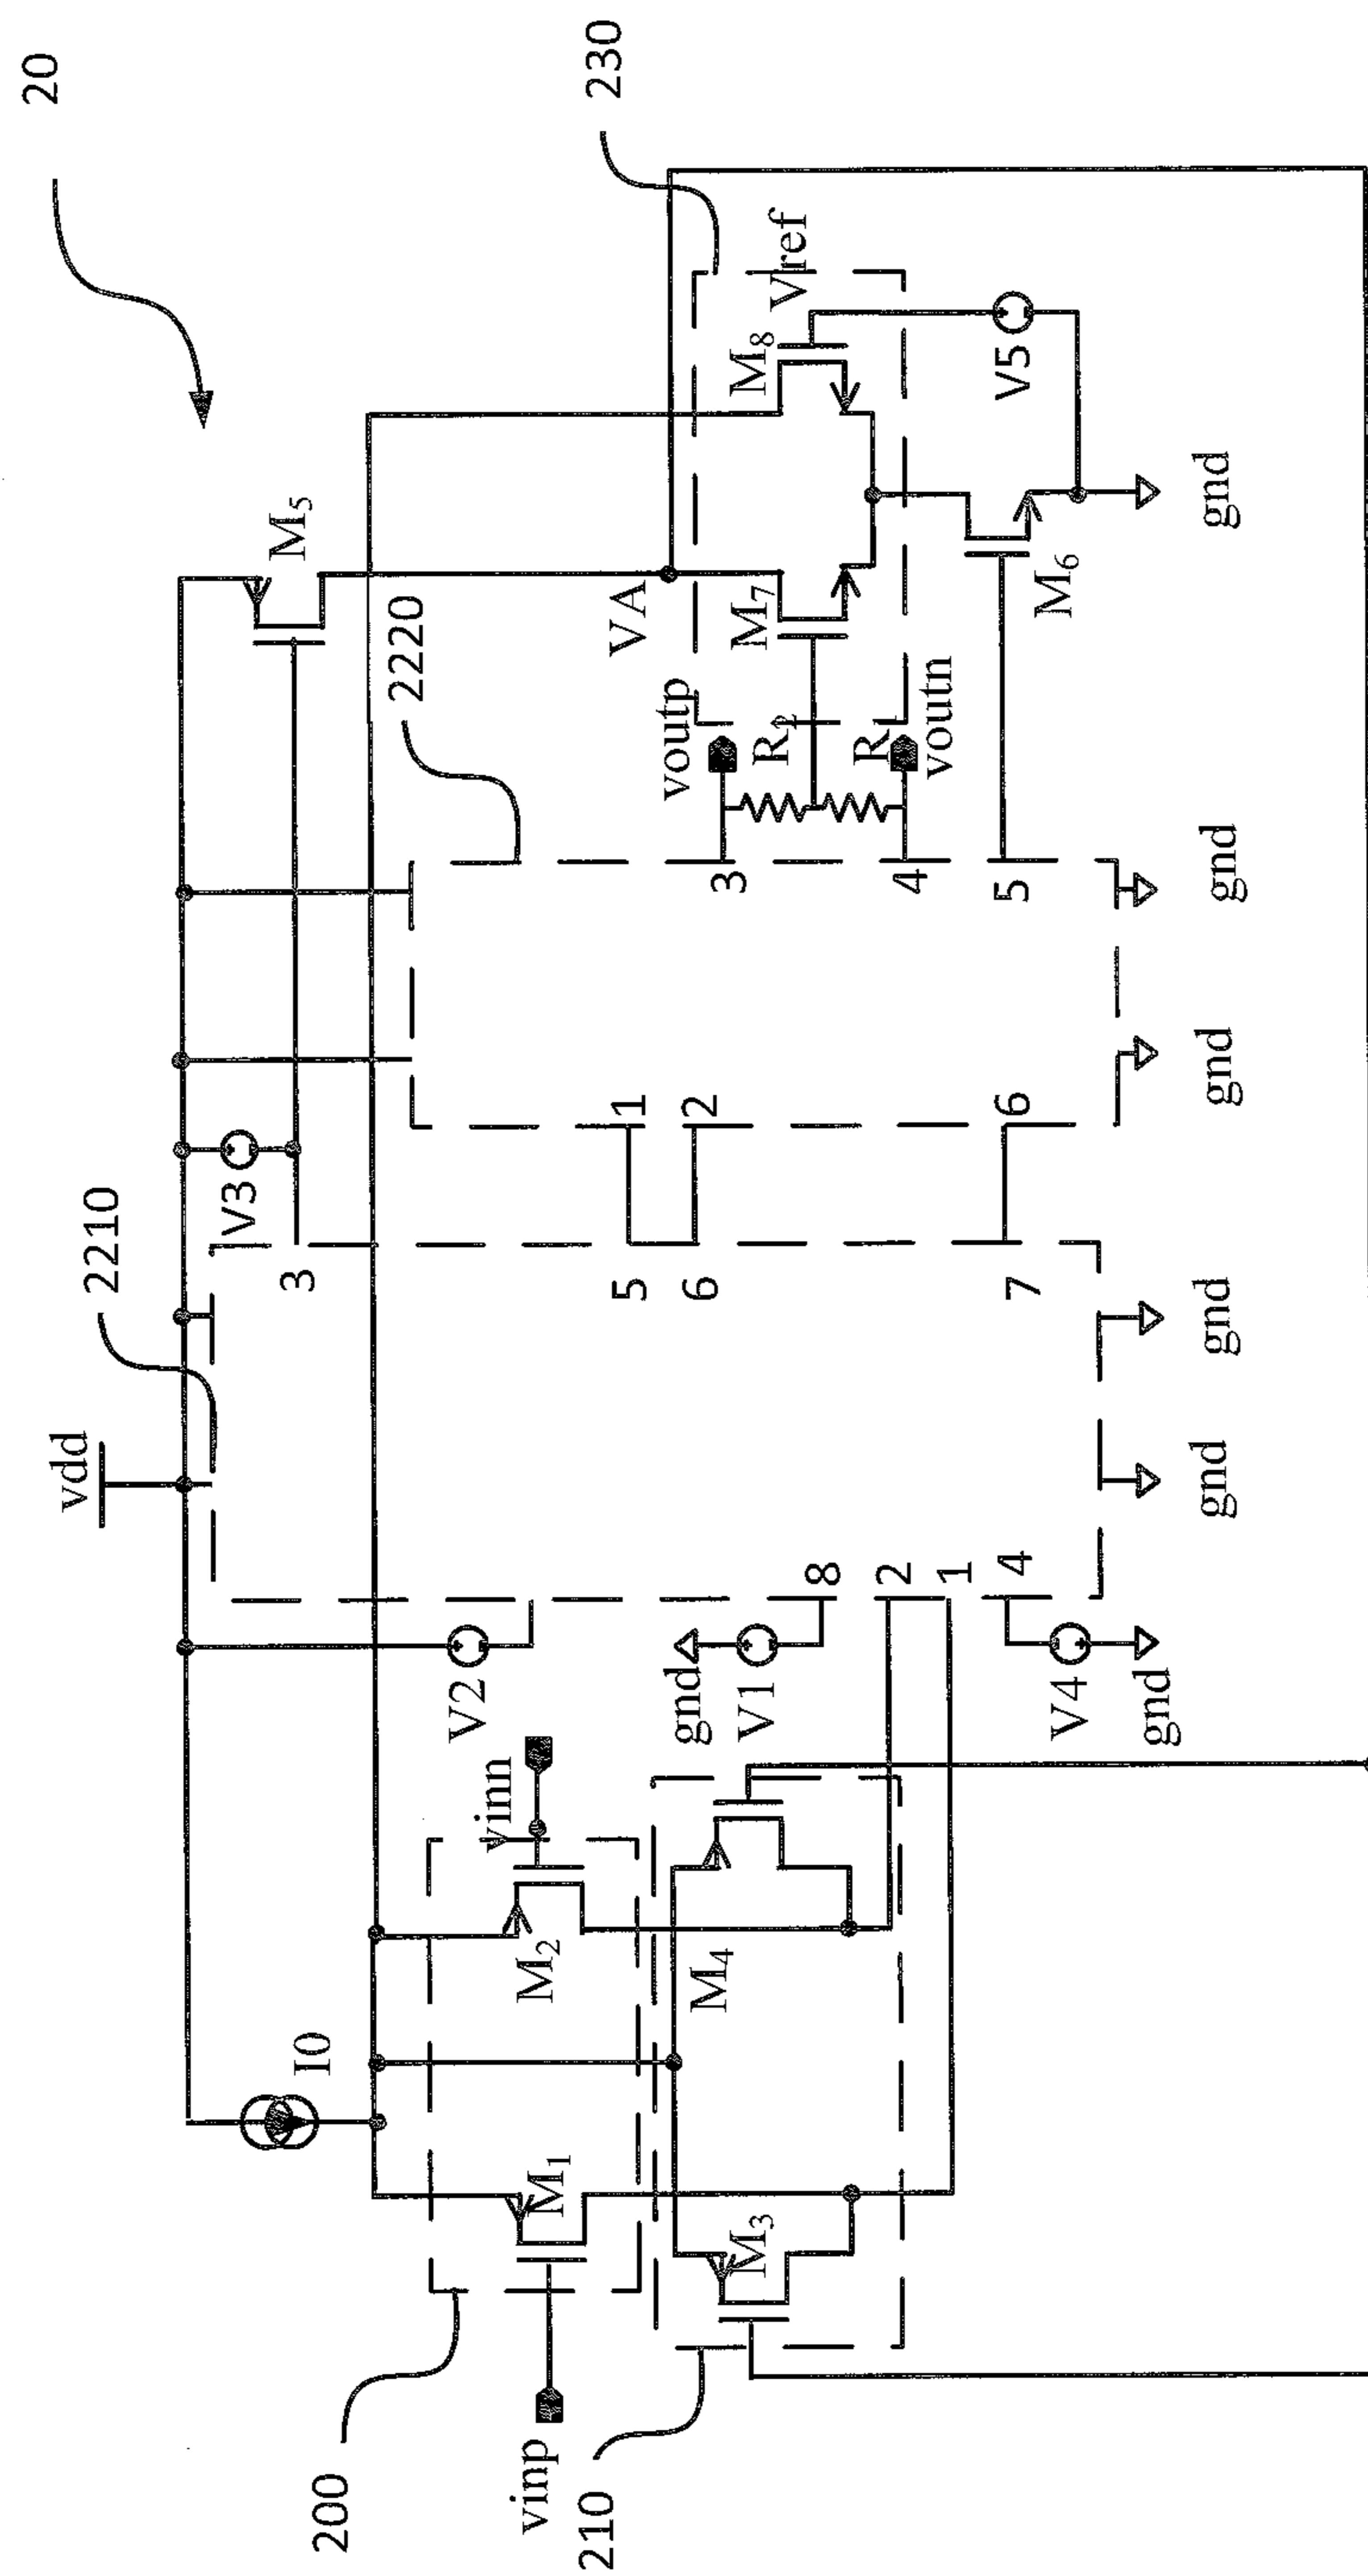 20
vdd
2210
I0
V3
M5
3
2220
230
200
vinp
M1
M2
vinn
V2
VA
M7
M8
Vref
voutp
R2
R1
voutn
210
M3
M4
gnd
V1
8
2
1
4
V4
gnd
5
6
7
1
2
6
3
4
5
M6
V5
gnd
gnd
gnd
gnd
gnd